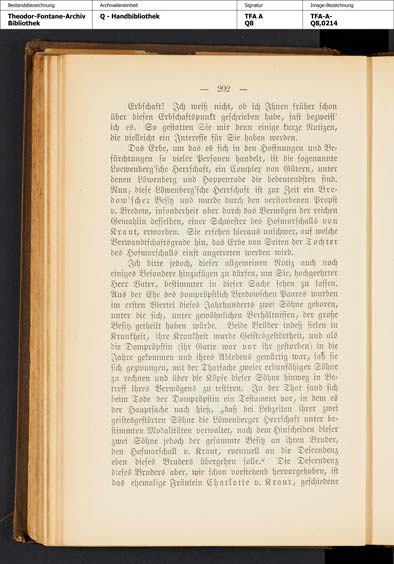 Bestandsbezeichnung
Archivalieneinheit
Signatur
Image-Bezeichnung
Theodor-Fontane-Archiv
Bibliothek
Q - Handbibliothek
TFA A
Q8
TFA-A-
Q8,0214
— 202 —
Erbschaft! Ich weiß nicht, ob ich Ihnen früher schon
über diesen Erbschaftspunkt geschrieben habe, fast bezweifl'
ich es. So gestatten Sie mir denn einige kurze Notizen,
die vielleicht ein Interesse für Sie haben werden.
Das Erbe, um das es sich in den Hoffnungen und Be-
fürchtungen so vieler Personen handelt, ist die sogenannte
Loewenberg'sche Herrschaft, ein Complex von Gütern, unter
denen Löwenberg und Hoppenrade die bedeutendsten sind.
Nun, diese Löwenberg'sche Herrschaft ist zur Zeit ein Bre-
dow'scher Besitz und wurde durch den verstorbenen Propst
v. Bredow, insonderheit aber durch das Vermögen der reichen
Gemahlin desselben, einer Schwester des Hofmarschalls von
Kraut, erworben. Sie ersehen hieraus unschwer, auf welche
Verwandtschaftsgrade hin, das Erbe von Seiten der Tochter
des Hofmarschalls einst angetreten werden wird.
Ich bitte jedoch, dieser allgemeinen Notiz auch noch
einiges Besondere hinzufügen zu dürfen, um Sie, hochgeehrter
Herr Vater, bestimmter in dieser Sache sehen zu lassen.
Aus der Ehe des dompröpstlich Bredowschen Paares wurden
im ersten Viertel dieses Jahrhunderts zwei Söhne geboren,
unter die sich, unter gewöhnlichen Verhältnissen, der große
Besitz getheilt haben würde. Beide Brüder indeß fielen in
Krankheit, ihre Krankheit wurde Geistesgestörtheit, und als
die Dompröpstin (ihr Gatte war vor ihr gestorben) in die
Jahre gekommen und ihres Ablebens gewärtig war, sah sie
sich gezwungen, mit der Thatsache zweier erbunfähiger Söhne
zu rechnen und über die Köpfe dieser Söhne hinweg in Be-
treff ihres Vermögens zu testiren. In der That fand sich
beim Tode der Dompröpstin ein Testament vor, in dem es
der Hauptsache nach hieß, „daß bei Lebzeiten ihrer zwei
geistesgestörten Söhne die Löwenberger Herrschaft unter be-
stimmten Modalitäten verwaltet, nach dem Hinscheiden dieser
zwei Söhne jedoch der gesammte Besitz an ihren Bruder,
den Hofmarschall v. Kraut, eventuell an die Descendenz
eben dieses Bruders übergehen solle.“ Die Descendenz
dieses Bruders aber, wie schon vorstehend hervorgehoben, ist
das ehemalige Fräulein Charlotte v. Kraut, geschiedene